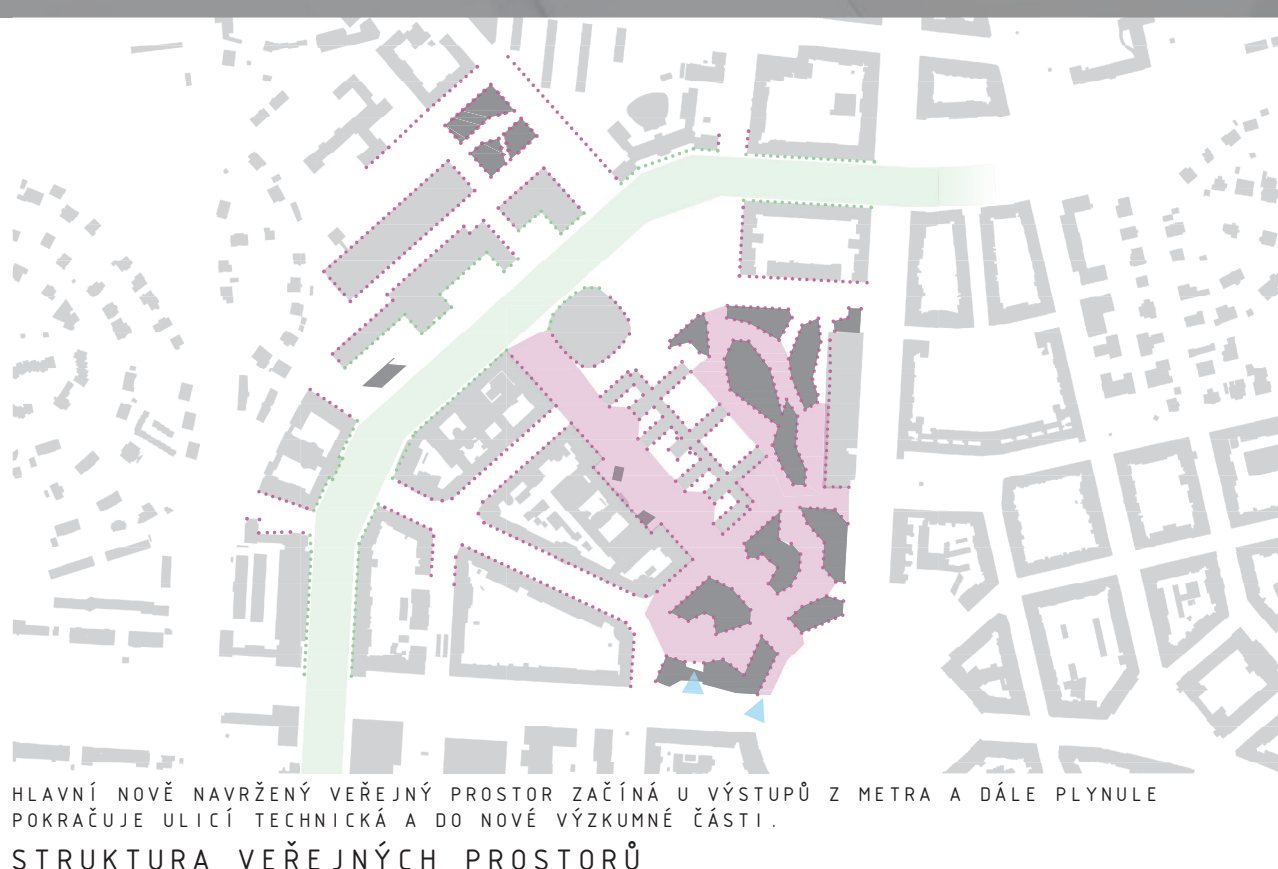 HLAVNÍ NOVĚ NAVRŽENÝ VEŘEJNÝ PROSTOR ZAČÍNÁ U VÝSTUPŮ Z METRA A DÁLE PLYNULE
POKRAČUJE ULICÍ TECHNICKÁ A DO NOVÉ VÝZKUMNÉ ČÁSTI.
STRUKTURA VEŘEJNÝCH PROSTORŮ